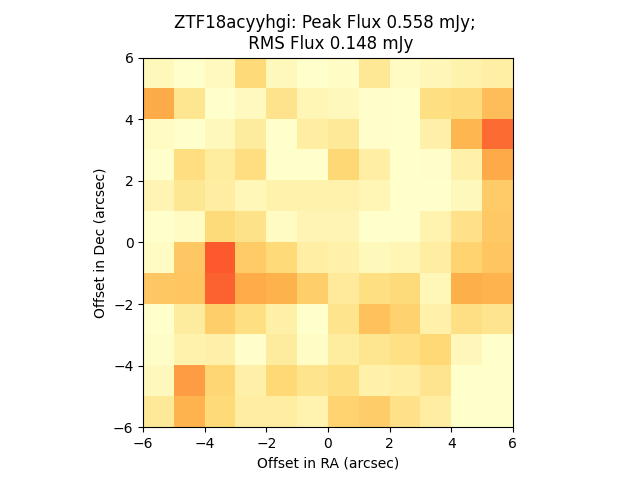 ZTF18acyyhgi: Peak Flux 0.558 mJy;
RMS Flux 0.148 mJy
6
4
2
0
−2
−4
−6
Offset in Dec (arcsec)
−6 −4 −2 0 2 4 6
Offset in RA (arcsec)